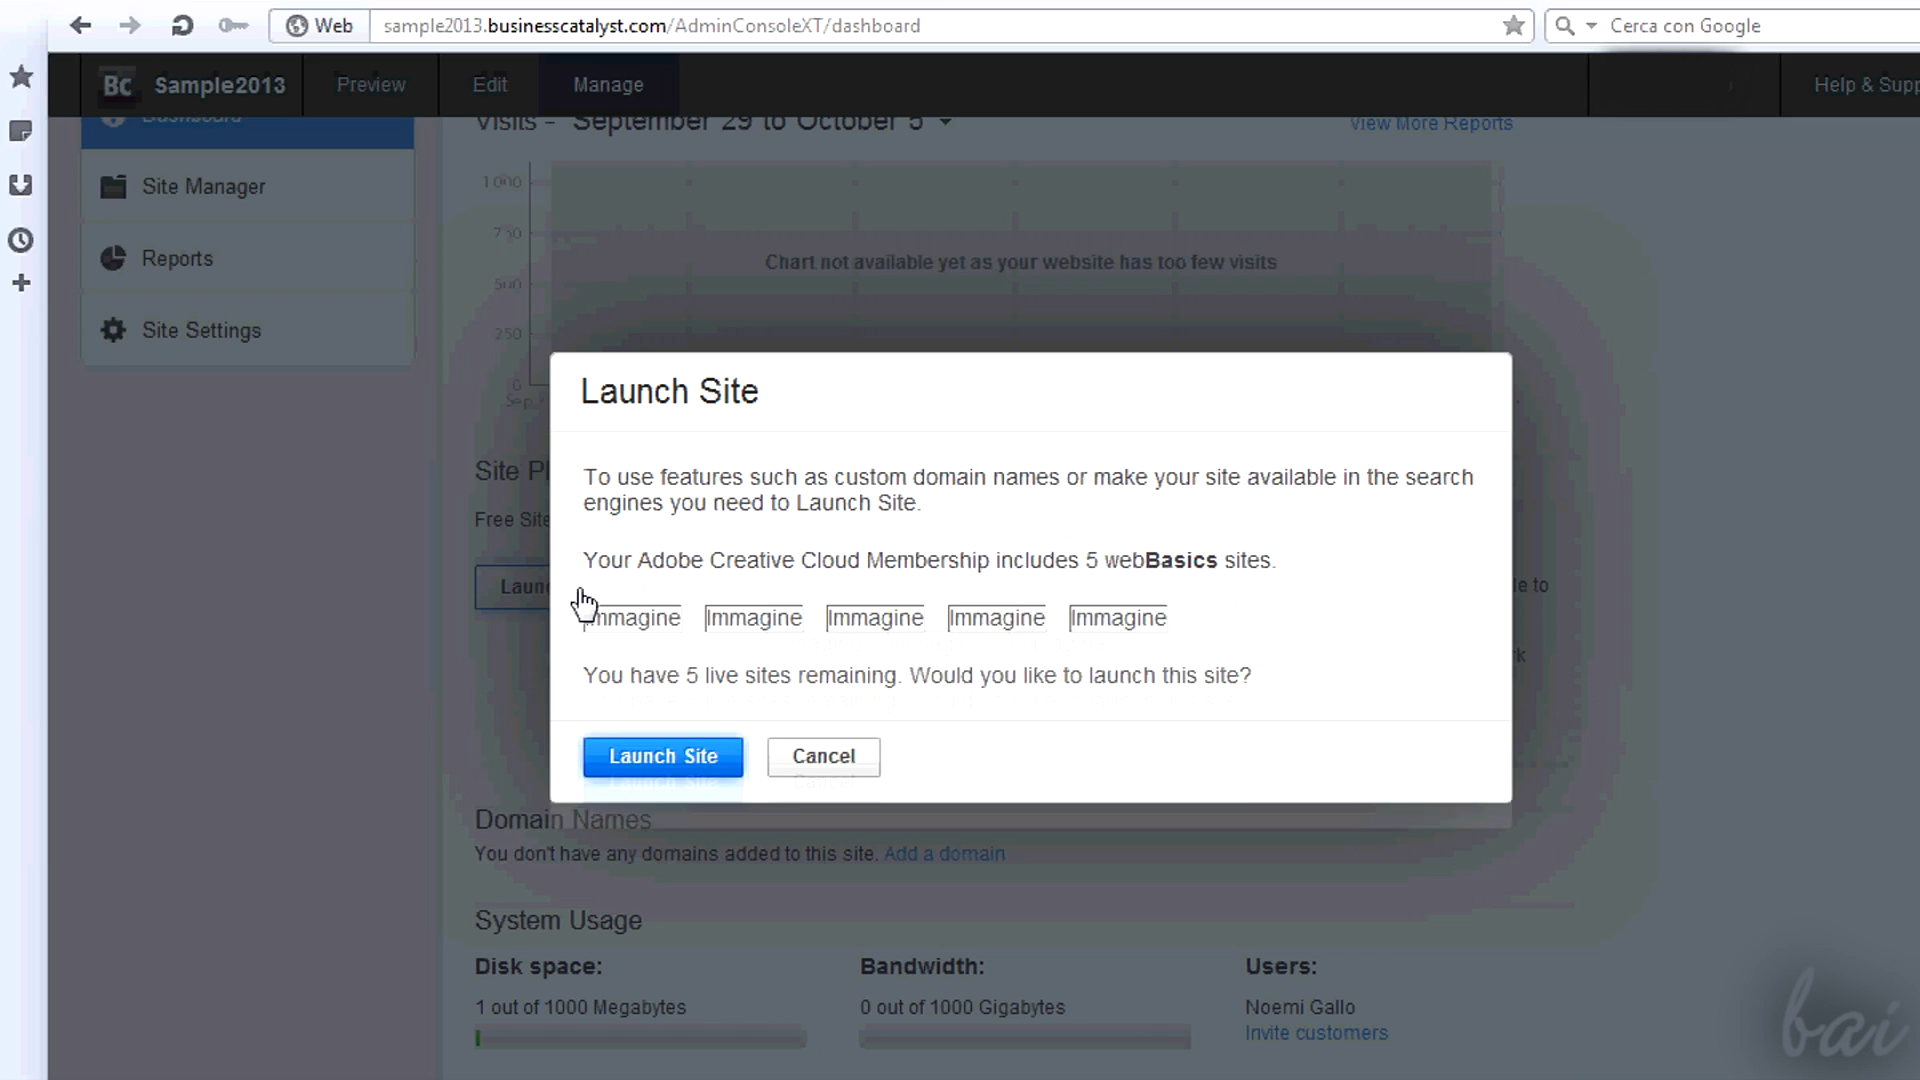 Web sample2013.businesscatalyst.com/AdminConsoleXT/dashboard Cerca con Google
Bc Sample2013 Preview Edit Manage Help & Supp
Dashboard
Visits - September 29 to October 5 View More Reports
Site Manager
Reports
Site Settings
1000
750
500
250
0
Sep
Chart not available yet as your website has too few visits
Launch Site
To use features such as custom domain names or make your site available in the search
engines you need to Launch Site.
Your Adobe Creative Cloud Membership includes 5 webBasics sites.
Immagine Immagine Immagine Immagine Immagine
You have 5 live sites remaining. Would you like to launch this site?
Launch Site Cancel
Site Pl
Free Site
Laun
le to
rk
Domain Names
You don't have any domains added to this site. Add a domain
System Usage
Disk space: Bandwidth: Users:
1 out of 1000 Megabytes 0 out of 1000 Gigabytes Noemi Gallo
Invite customers
bai